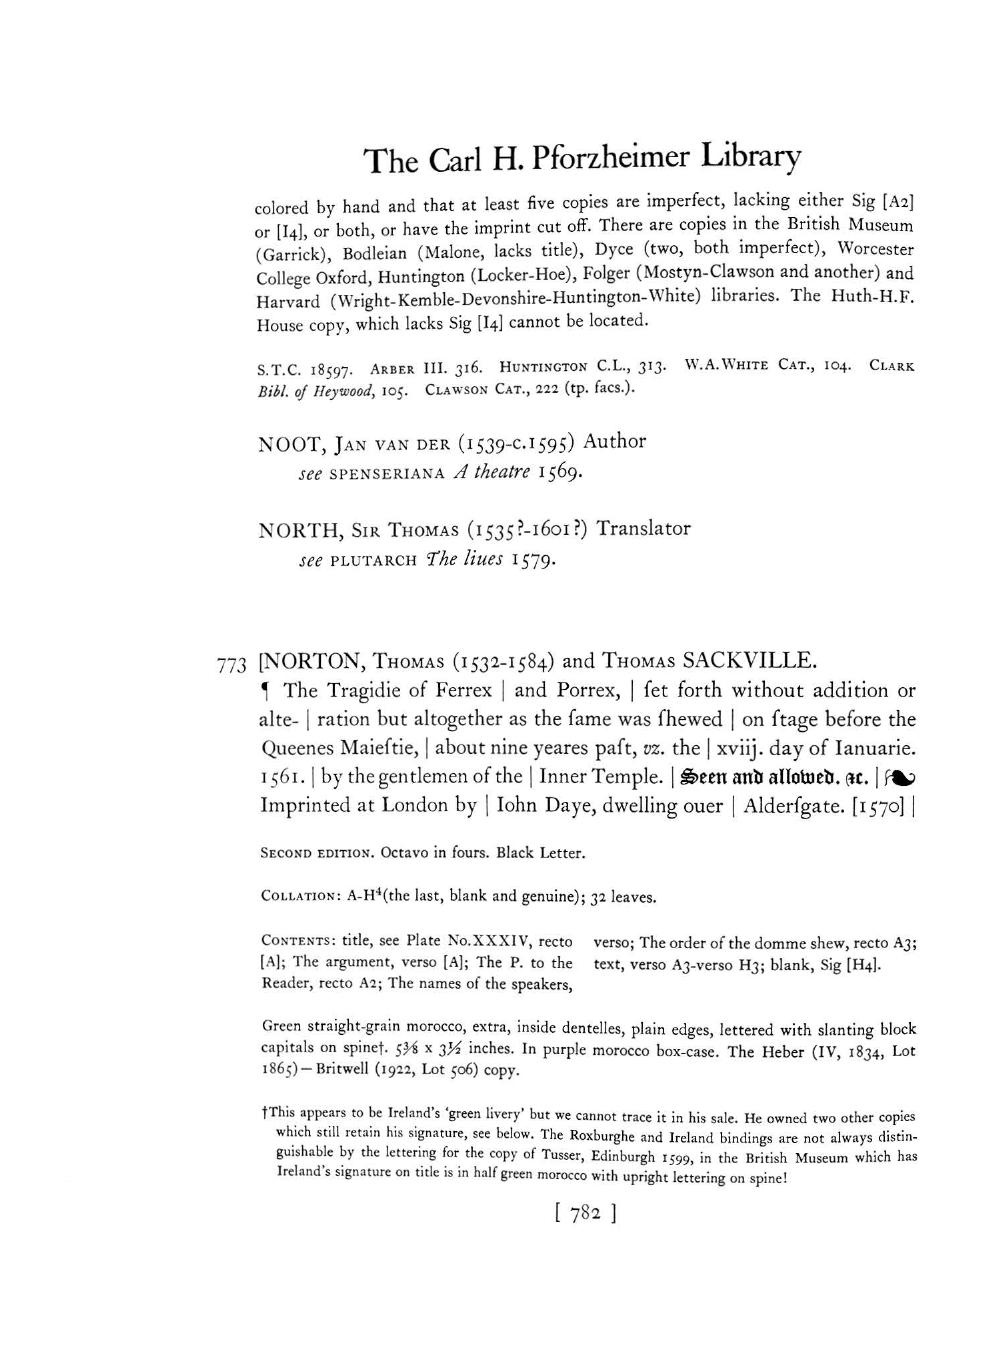 The Carl H. Pforzheimer Library
colored by hand and that at least five copies are imperfect, lacking either Sig [A2]
or [I4], or both, or have the imprint cut off. There are copies in the British Museum
(Garrick), Bodleian (Malone, lacks title), Dyce (two, both imperfect), Worcester
College Oxford, Huntington (Locker-Hoe), Folger (Mostyn-Clawson and another) and
Harvard (Wright-Kemble-Devonshire-Huntington-White) libraries. The Huth-H.F.
House copy, which lacks Sig [I4] cannot be located.
S.T.C. 18597. ARBER III. 316. HUNTINGTON C.L., 313. W.A.WHITE CAT., 104. CLARK
Bibl. of Heywood, 105. CLAWSON CAT., 222 (tp. facs.).
NOOT, JAN VAN DER (1539-c.1595) Author
see SPENSERIANA A theatre 1569.
NORTH, SIR THOMAS (1535?-1601?) Translator
see PLUTARCH The liues 1579.
773 [NORTON, THOMAS (1532-1584) and THOMAS SACKVILLE.
¶ The Tragidie of Ferrex | and Porrex, | ſet forth without addition or
alte- | ration but altogether as the ſame was ſhewed | on ſtage before the
Queenes Maieſtie, | about nine yeares paſt, vz. the | xviij. day of Ianuarie.
1561. | by the gentlemen of the | Inner Temple. | Seen and allowed. ⁊c. | ❧
Imprinted at London by | Iohn Daye, dwelling ouer | Alderſgate. [1570] |
SECOND EDITION. Octavo in fours. Black Letter.
COLLATION: A-H⁴(the last, blank and genuine); 32 leaves.
CONTENTS: title, see Plate No.XXXIV, recto
[A]; The argument, verso [A]; The P. to the
Reader, recto A2; The names of the speakers,
verso; The order of the domme shew, recto A3;
text, verso A3-verso H3; blank, Sig [H4].
Green straight-grain morocco, extra, inside dentelles, plain edges, lettered with slanting block
capitals on spine†. 5⅜ x 3½ inches. In purple morocco box-case. The Heber (IV, 1834, Lot
1865)—Britwell (1922, Lot 506) copy.
†This appears to be Ireland's 'green livery' but we cannot trace it in his sale. He owned two other copies
which still retain his signature, see below. The Roxburghe and Ireland bindings are not always distin-
guishable by the lettering for the copy of Tusser, Edinburgh 1599, in the British Museum which has
Ireland's signature on title is in half green morocco with upright lettering on spine!
[ 782 ]